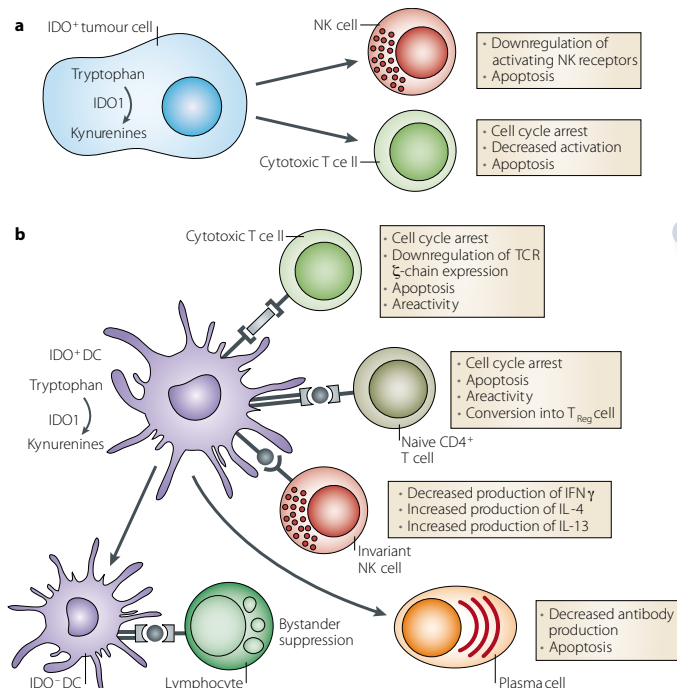 a
IDO⁺ tumour cell
Tryptophan
IDO1
Kynurenines
NK cell
• Downregulation of
activating NK receptors
• Apoptosis
Cytotoxic T ce ll
• Cell cycle arrest
• Decreased activation
• Apoptosis
b
Cytotoxic T ce ll
• Cell cycle arrest
• Downregulation of TCR
ζ-chain expression
• Apoptosis
• Areactivity
IDO⁺ DC
Tryptophan
IDO1
Kynurenines
Naive CD4⁺
T cell
• Cell cycle arrest
• Apoptosis
• Areactivity
• Conversion into T Reg cell
Invariant
NK cell
• Decreased production of IFNγ
• Increased production of IL-4
• Increased production of IL-13
IDO⁻ DC
Lymphocyte
Bystander
suppression
Plasma cell
• Decreased antibody
production
• Apoptosis